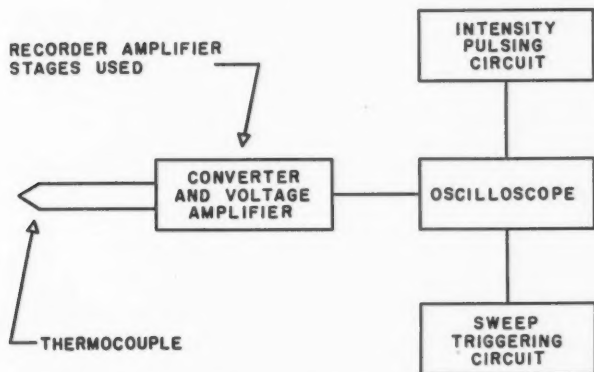 RECORDER AMPLIFIER
STAGES USED
INTENSITY
PULSING
CIRCUIT
CONVERTER
AND VOLTAGE
AMPLIFIER
OSCILLOSCOPE
THERMOCOUPLE
SWEEP
TRIGGERING
CIRCUIT